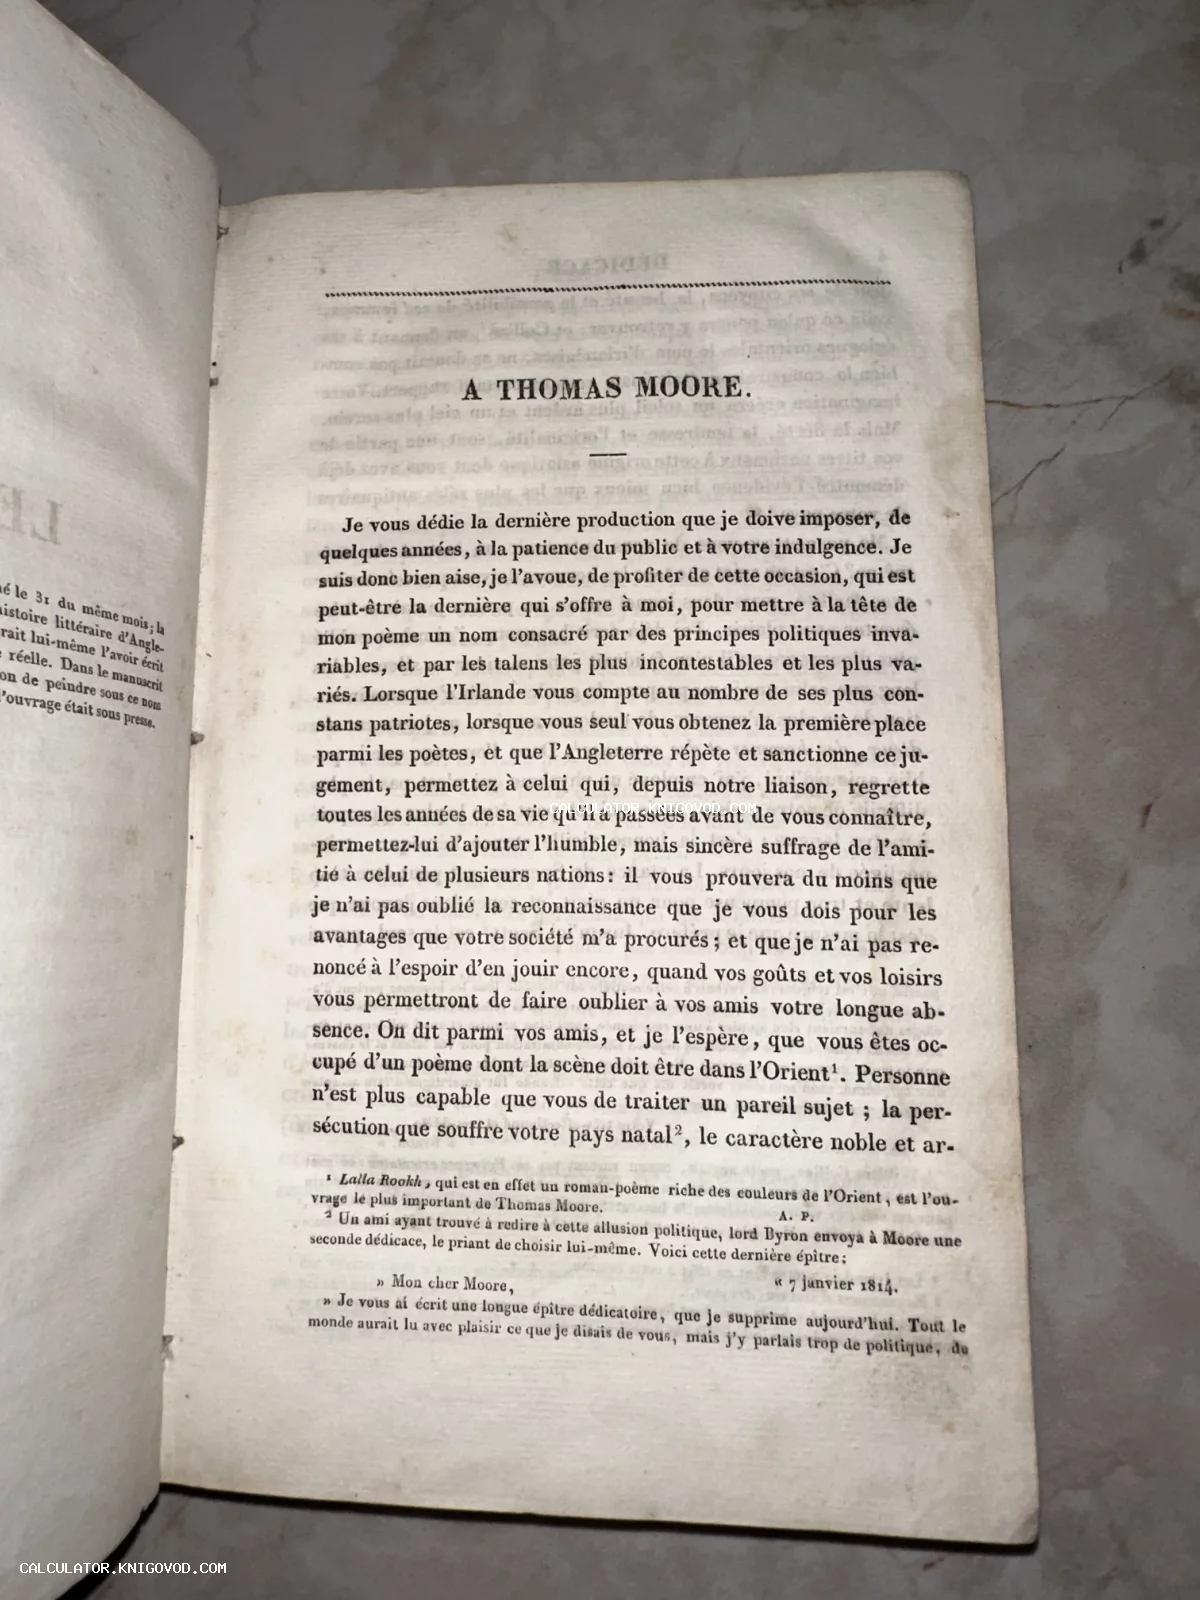 né le 31 du même mois; la
histoire littéraire d'Angle-
rait lui-même l'avoir écrit
réelle. Dans le manuscrit
on de peindre sous ce nom
l'ouvrage était sous presse.
A THOMAS MOORE.
Je vous dédie la dernière production que je doive imposer, de
quelques années, à la patience du public et à votre indulgence. Je
suis donc bien aise, je l'avoue, de profiter de cette occasion, qui est
peut-être la dernière qui s'offre à moi, pour mettre à la tête de
mon poème un nom consacré par des principes politiques inva-
riables, et par les talens les plus incontestables et les plus va-
riés. Lorsque l'Irlande vous compte au nombre de ses plus con-
stans patriotes, lorsque vous seul vous obtenez la première place
parmi les poètes, et que l'Angleterre répète et sanctionne ce ju-
gement, permettez à celui qui, depuis notre liaison, regrette
toutes les années de sa vie qu'il a passées avant de vous connaître,
permettez-lui d'ajouter l'humble, mais sincère suffrage de l'ami-
tié à celui de plusieurs nations: il vous prouvera du moins que
je n'ai pas oublié la reconnaissance que je vous dois pour les
avantages que votre société m'a procurés; et que je n'ai pas re-
noncé à l'espoir d'en jouir encore, quand vos goûts et vos loisirs
vous permettront de faire oublier à vos amis votre longue ab-
sence. On dit parmi vos amis, et je l'espère, que vous êtes oc-
cupé d'un poème dont la scène doit être dans l'Orient¹. Personne
n'est plus capable que vous de traiter un pareil sujet; la per-
sécution que souffre votre pays natal², le caractère noble et ar-
¹ Lalla Rookh, qui est en effet un roman-poème riche des couleurs de l'Orient, est l'ou-
vrage le plus important de Thomas Moore. A. P.
² Un ami ayant trouvé à redire à cette allusion politique, lord Byron envoya à Moore une
seconde dédicace, le priant de choisir lui-même. Voici cette dernière épître:
» Mon cher Moore, « 7 janvier 1814.
» Je vous ai écrit une longue épître dédicatoire, que je supprime aujourd'hui. Tout le
monde aurait lu avec plaisir ce que je disais de vous, mais j'y parlais trop de politique, de
CALCULATOR.KNIGOVOD.COM
CALCULATOR.KNIGOVOD.COM